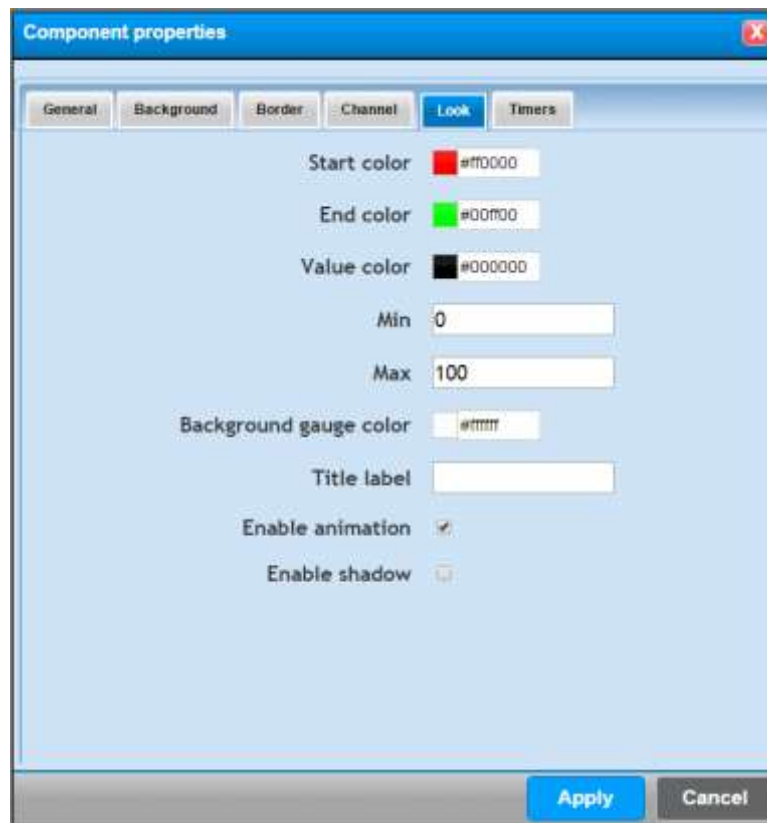 Component properties X
General Background Border Channel Look Timers
Start color #ff0000
End color #00ff00
Value color #000000
Min 0
Max 100
Background gauge color #ffffff
Title label
Enable animation
Enable shadow
Apply Cancel